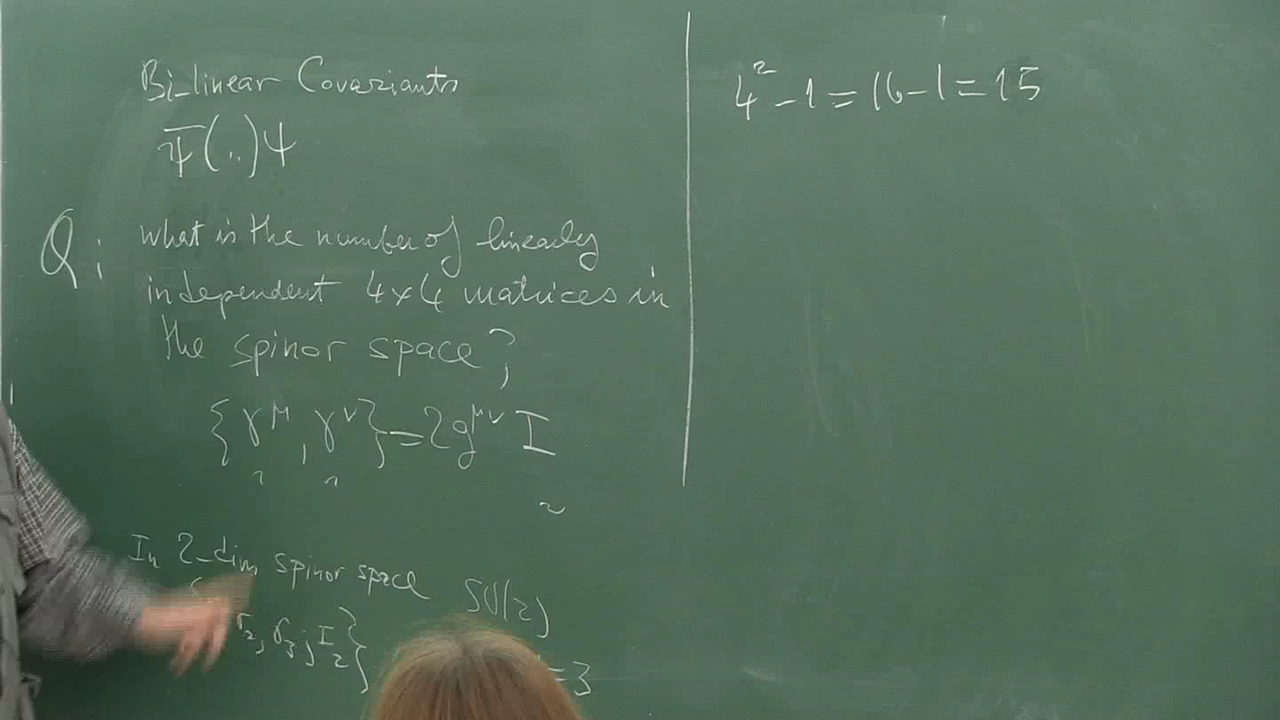 Bi-linear Covariants
Ψ̄(..)Ψ
Q: what is the number of linearly
independent 4×4 matrices in
the spinor space?
{γ^μ, γ^ν} = 2g^μν I
~ ~ ~
In 2-dim spinor space SU(2)
σ₂, σ₃; I₂}
=3
4² - 1 = 16 - 1 = 15